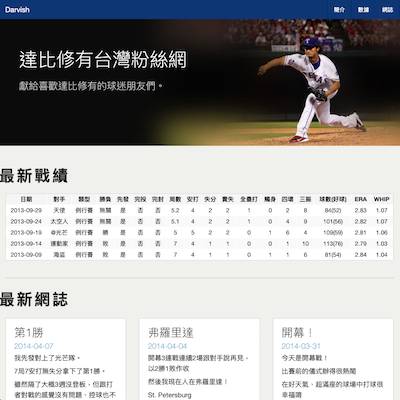 Darvish 簡介 數據 網誌
達比修有台灣粉絲網
獻給喜歡達比修有的球迷朋友們。
TEXAS
最新戰績
日期 對手 類型 勝負 先發 完投 完封 局數 安打 失分 責失 全壘打 觸身 四壞 三振 球數(好球) ERA WHIP
2013-09-29 天使 例行賽 無關 是 否 否 5.2 4 2 2 1 0 2 8 84(52) 2.83 1.07
2013-09-24 太空人 例行賽 無關 是 否 否 6 4 2 2 1 0 4 9 101(56) 2.82 1.07
2013-09-19 @光芒 例行賽 勝 是 否 否 5 5 2 2 0 1 6 4 109(59) 2.81 1.06
2013-09-14 運動家 例行賽 敗 是 否 否 7 4 1 1 0 0 1 10 113(76) 2.79 1.03
2013-09-09 海盜 例行賽 敗 是 否 否 7 4 1 1 0 1 1 6 81(54) 2.84 1.04
最新網誌
第1勝
2014-04-07
我先發對上了光芒隊。
7局7安打無失分拿下了第1勝。
雖然隔了大概3週沒登板，但跟打
者對戰的感覺沒有問題，控球也不
弗羅里達
2014-04-04
開幕3連戰連續2場跟對手說再見，
以2勝1敗作收
然後我現在人在弗羅里達！
St. Petersburg
開幕！
2014-03-31
今天是開幕戰！
比賽前的儀式辦得很熱鬧
在好天氣、超滿座的球場中打球很
幸福唷